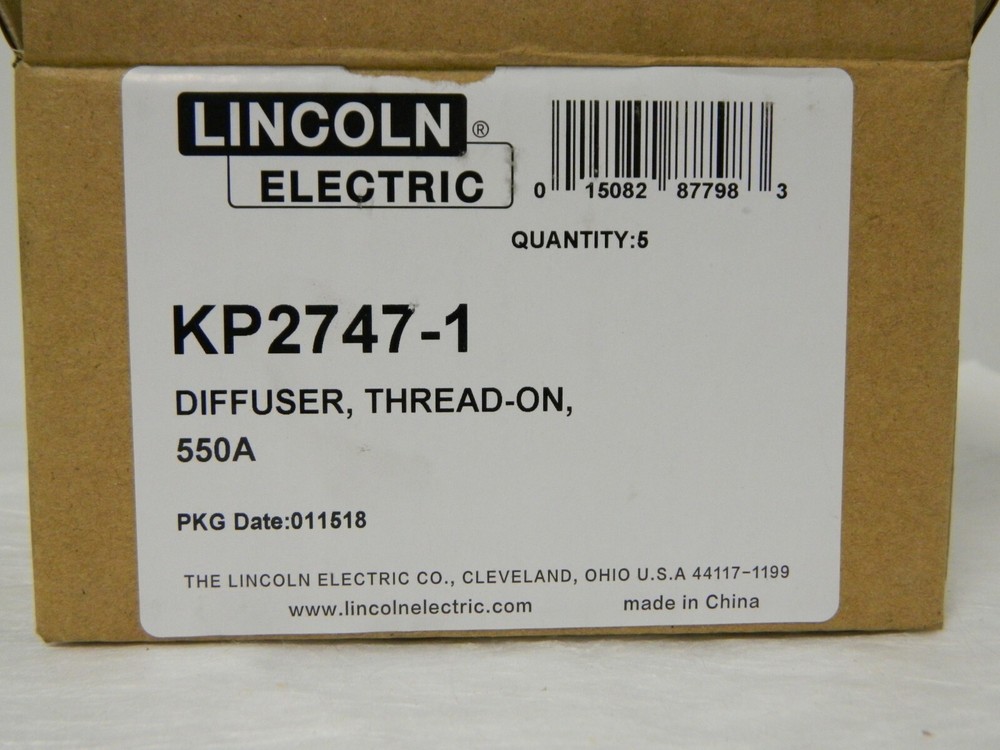 LINCOLN ®
ELECTRIC
0 15082 87798 3
QUANTITY:5
KP2747-1
DIFFUSER, THREAD-ON,
550A
PKG Date:011518
THE LINCOLN ELECTRIC CO., CLEVELAND, OHIO U.S.A 44117-1199
www.lincolnelectric.com made in China